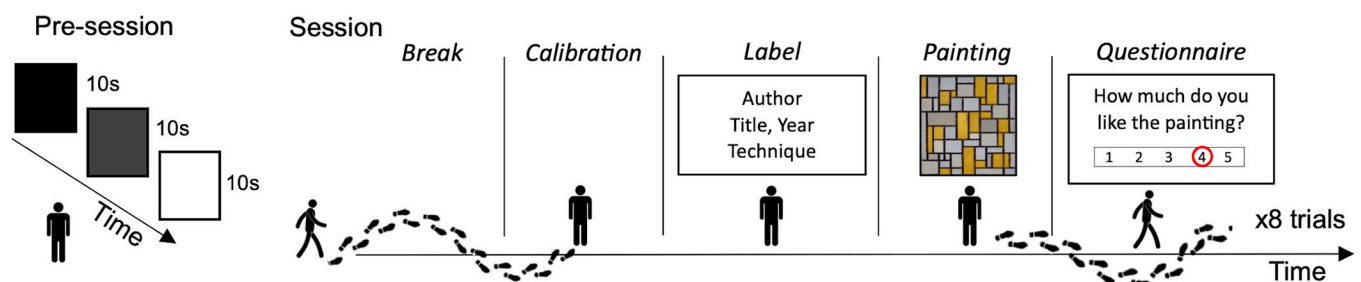 Pre-session
10s
10s
10s
Time
Session
Break
Calibration
Label
Author
Title, Year
Technique
Painting
Questionnaire
How much do you
like the painting?
1 2 3 4 5
x8 trials
Time